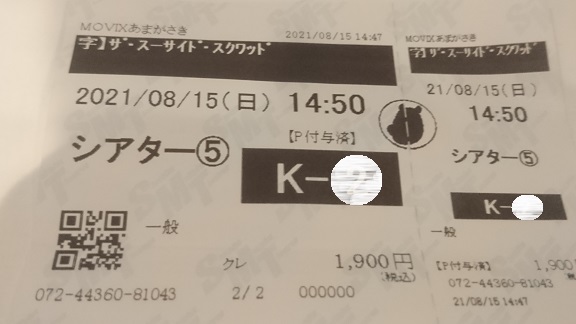 MOVIXあまがさき 2021/08/15 14:47
字】ザ・スーサイド・スクワッド
2021/08/15(日) 14:50
【P付与済】
シアター⑤
K-
一般
クレ 1,900円
(税込)
072-44360-81043 2/2 000000
MOVIXあまがさき
字】ザ・スーサイド・スクワッド
21/08/15(日)
14:50
シアター⑤
K-
一般
【P付与済】 1,900
072-44360-81043
21/08/15 14:47